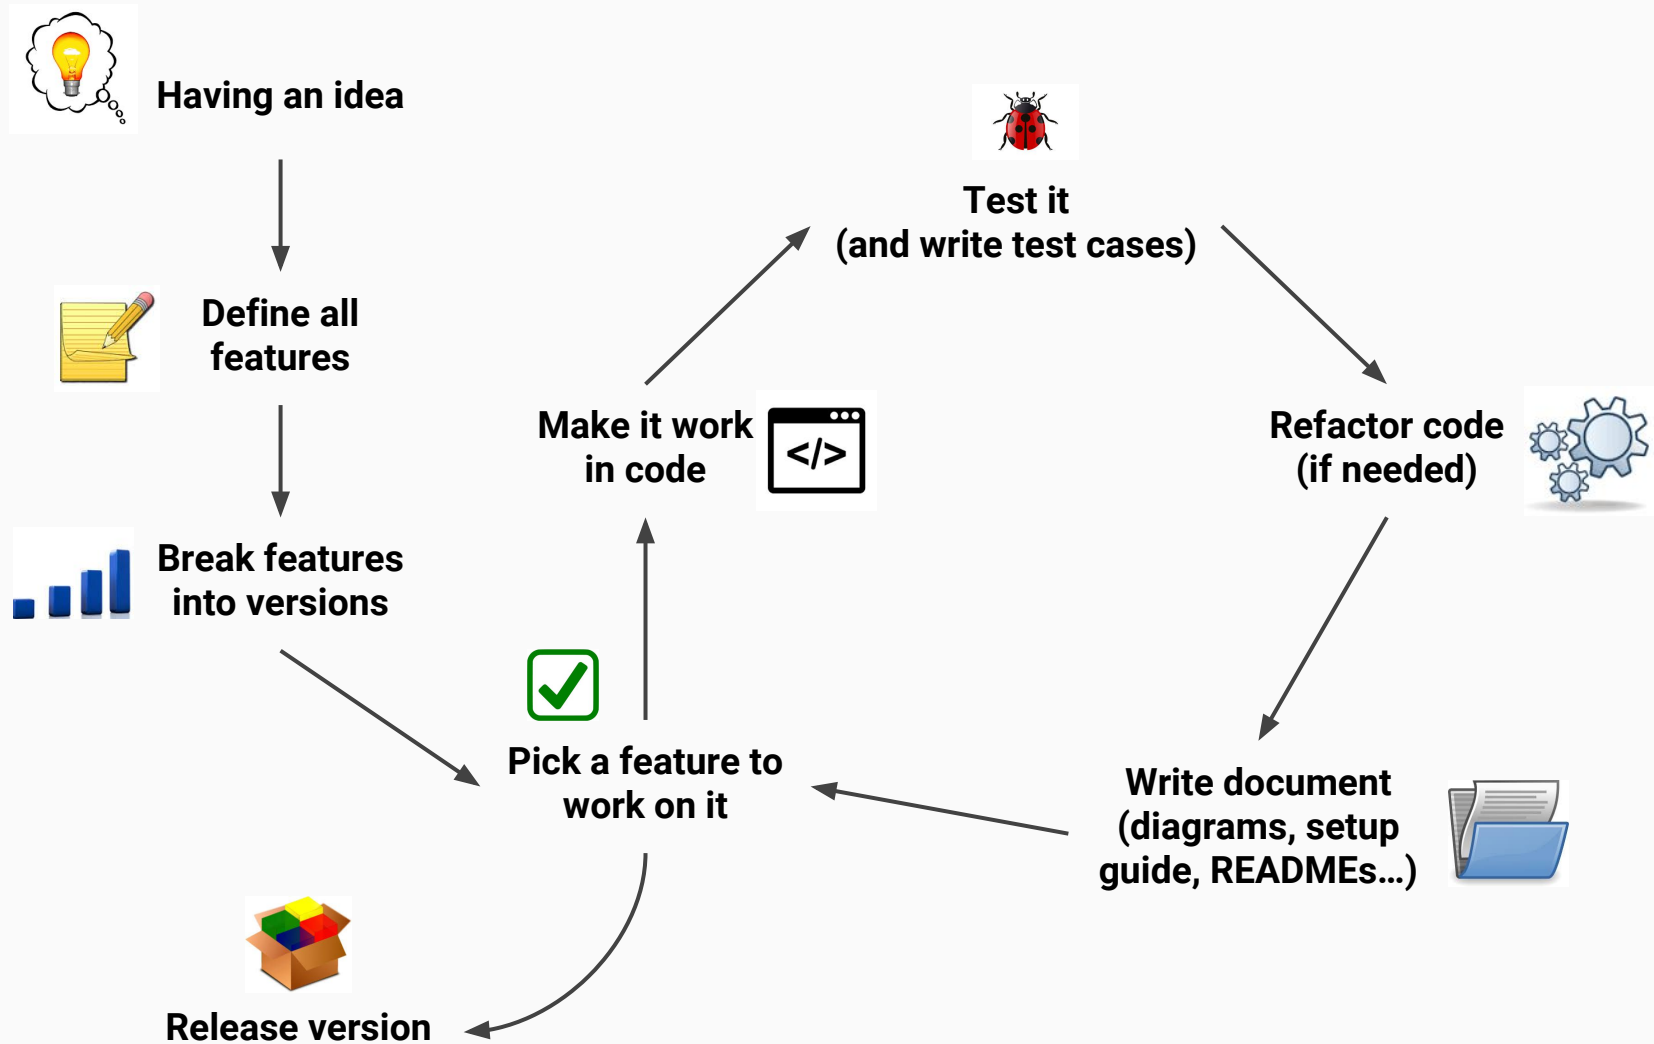 Having an idea
Define all
features
Break features
into versions
Pick a feature to
work on it
Make it work
in code
</>
Test it
(and write test cases)
Refactor code
(if needed)
Write document
(diagrams, setup
guide, READMEs…)
Release version